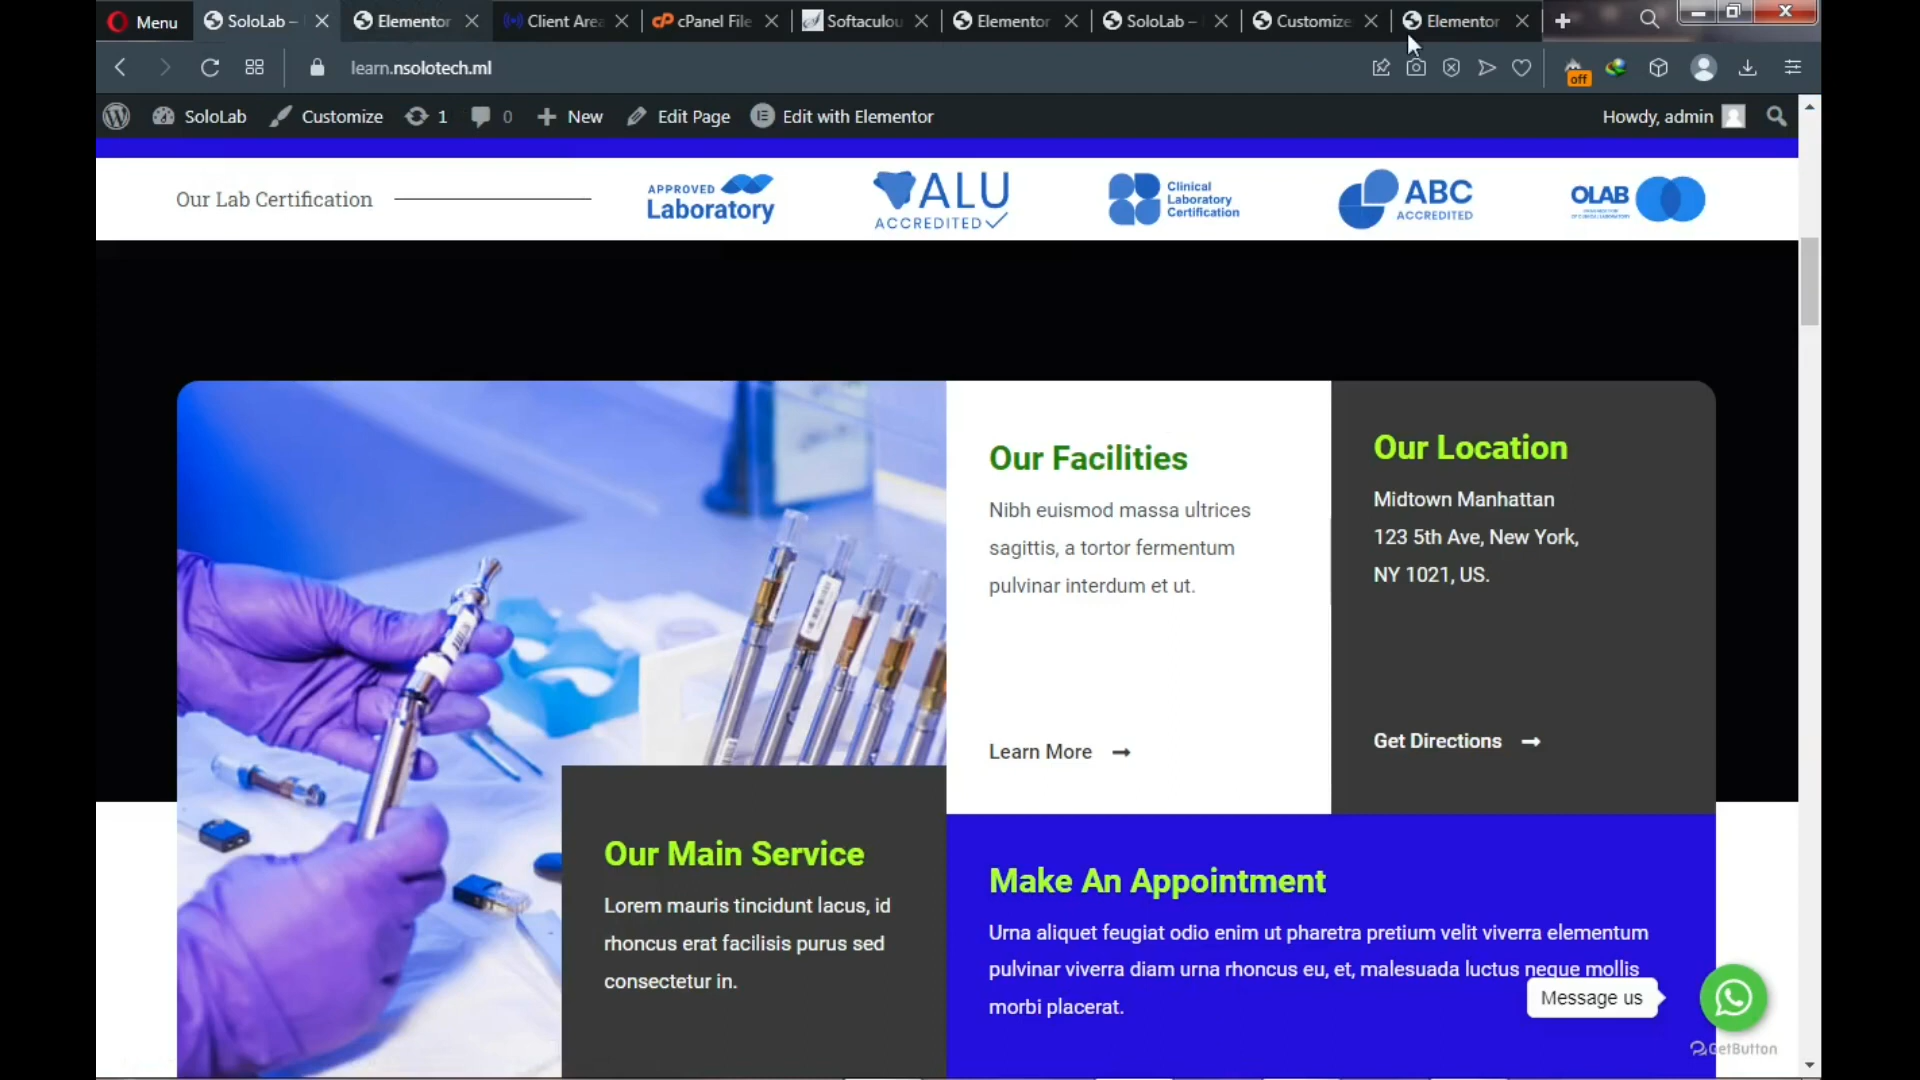 Menu
SoloLab –
Elementor
Client Area
cPanel File
Softaculou
Elementor
SoloLab –
Customize
Elementor
learn.nsolotech.ml
off
SoloLab
Customize
1
0
New
Edit Page
Edit with Elementor
Howdy, admin
Our Lab Certification
APPROVED
Laboratory
ALU
ACCREDITED
Clinical
Laboratory
Certification
ABC
ACCREDITED
OLAB
Our Facilities
Nibh euismod massa ultrices
sagittis, a tortor fermentum
pulvinar interdum et ut.
Learn More
Our Location
Midtown Manhattan
123 5th Ave, New York,
NY 1021, US.
Get Directions
Our Main Service
Lorem mauris tincidunt lacus, id
rhoncus erat facilisis purus sed
consectetur in.
Make An Appointment
Urna aliquet feugiat odio enim ut pharetra pretium velit viverra elementum
pulvinar viverra diam urna rhoncus eu, et, malesuada luctus neque mollis
morbi placerat.
Message us
GetButton